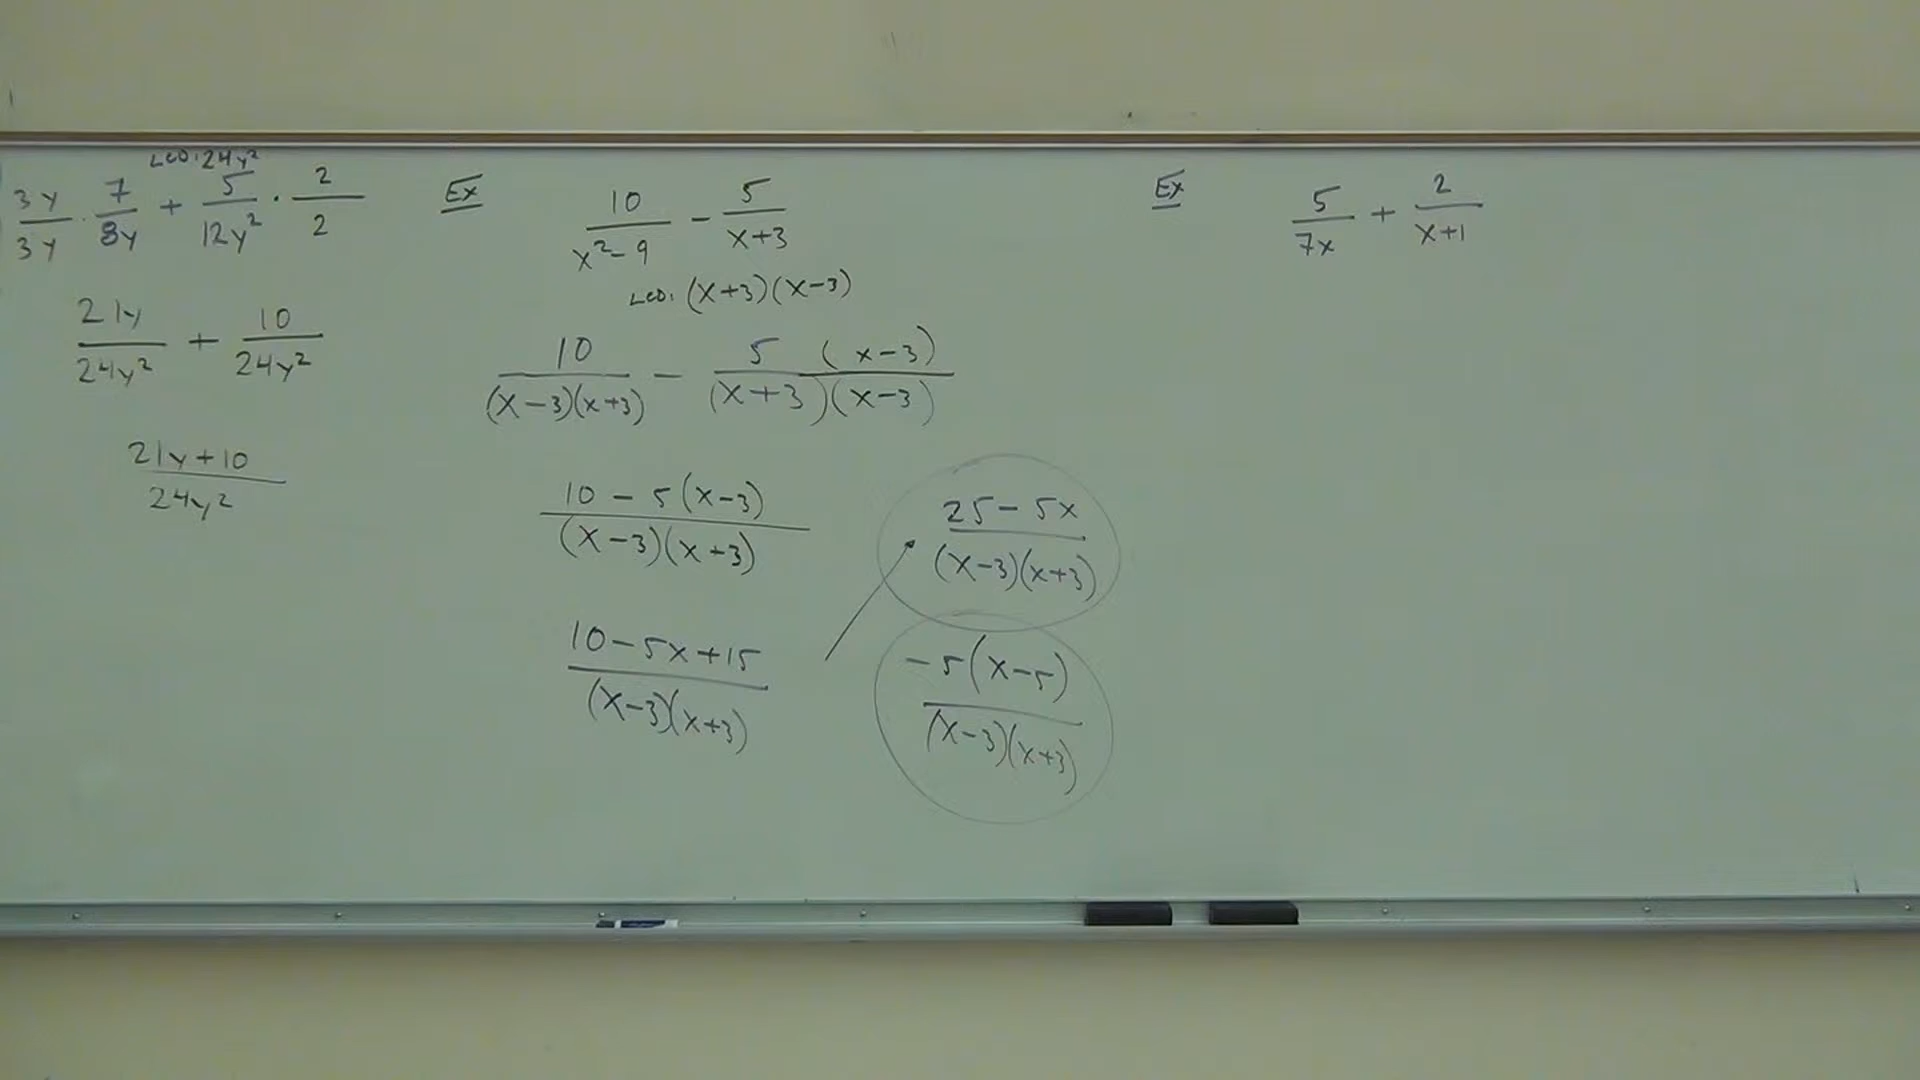 LCD: 24y²
3y/3y · 7/8y + 5/12y² · 2/2
21y/24y² + 10/24y²
21y+10/24y²
Ex
10/x²-9 - 5/x+3
LCD: (x+3)(x-3)
10/(x-3)(x+3) - 5(x-3)/(x+3)(x-3)
10-5(x-3)/(x-3)(x+3)
10-5x+15/(x-3)(x+3)
25-5x/(x-3)(x+3)
-5(x-5)/(x-3)(x+3)
Ex
5/7x + 2/x+1